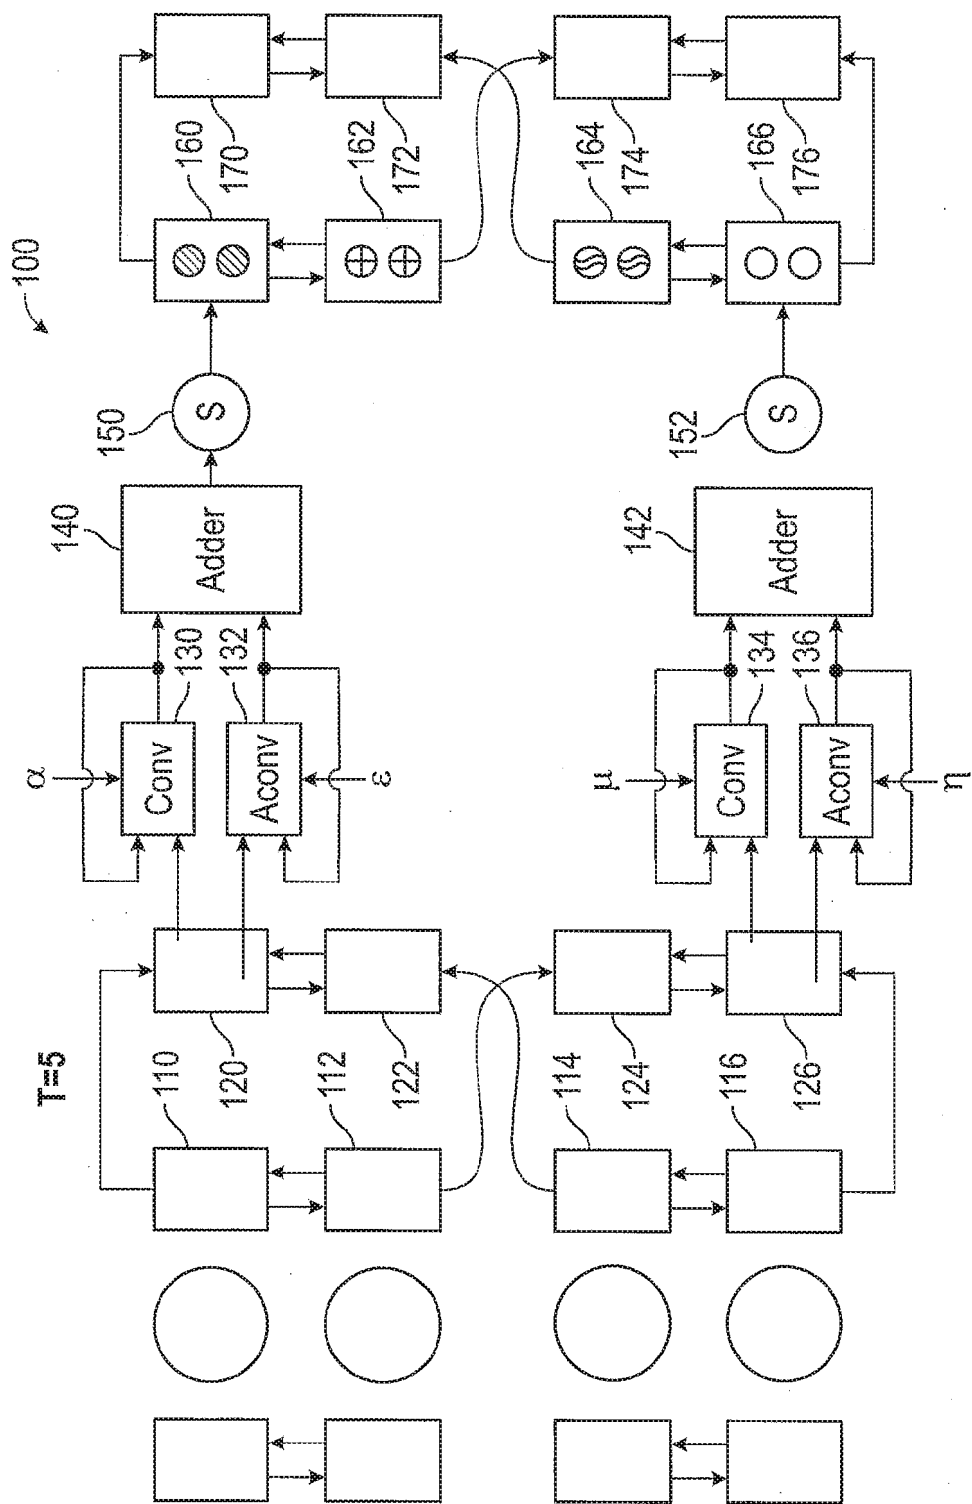 T=5
100
110
120
112
122
114
124
116
126
α
Conv
130
Aconv
132
ε
μ
Conv
134
Aconv
136
η
140
Adder
142
Adder
150
S
152
S
160
170
162
172
164
174
166
176